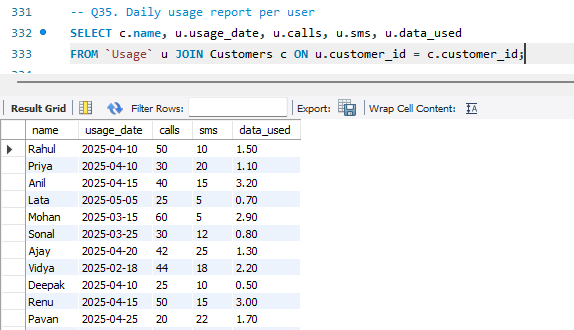 331 -- Q35. Daily usage report per user
332 SELECT c.name, u.usage_date, u.calls, u.sms, u.data_used
333 FROM `Usage` u JOIN Customers c ON u.customer_id = c.customer_id;
Result Grid Filter Rows: Export: Wrap Cell Content:
name usage_date calls sms data_used
Rahul 2025-04-10 50 10 1.50
Priya 2025-04-10 30 20 1.10
Anil 2025-04-15 40 15 3.20
Lata 2025-05-05 25 5 0.70
Mohan 2025-03-15 60 5 2.90
Sonal 2025-03-25 30 12 0.80
Ajay 2025-04-20 42 25 1.30
Vidya 2025-02-18 44 18 2.20
Deepak 2025-04-10 25 10 0.50
Renu 2025-04-15 50 15 3.00
Pavan 2025-04-25 20 22 1.70